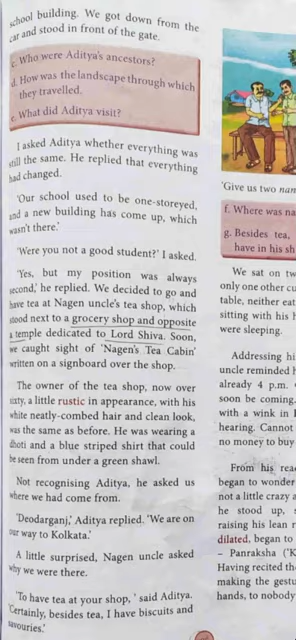 school building. We got down from the
car and stood in front of the gate.
c. Who were Aditya's ancestors?
d. How was the landscape through which
they travelled.
e. What did Aditya visit?
I asked Aditya whether everything was
still the same. He replied that everything
had changed.
'Our school used to be one-storeyed,
and a new building has come up, which
wasn't there.'
'Were you not a good student?' I asked.
'Yes, but my position was always
second,' he replied. We decided to go and
have tea at Nagen uncle's tea shop, which
stood next to a grocery shop and opposite
a temple dedicated to Lord Shiva. Soon,
we caught sight of 'Nagen's Tea Cabin'
written on a signboard over the shop.
The owner of the tea shop, now over
sixty, a little rustic in appearance, with his
white neatly-combed hair and clean look,
was the same as before. He was wearing a
dhoti and a blue striped shirt that could
be seen from under a green shawl.
Not recognising Aditya, he asked us
where we had come from.
'Deodarganj,' Aditya replied. 'We are on
our way to Kolkata.'
A little surprised, Nagen uncle asked
why we were there.
'To have tea at your shop, ' said Aditya.
'Certainly, besides tea, I have biscuits and
savouries.'
'Give us two nam
f. Where was na
g. Besides tea,
have in his sh
We sat on tw
only one other cu
table, neither eat
sitting with his h
were sleeping.
Addressing hi
uncle reminded h
already 4 p.m.
soon be coming.
with a wink in
hearing. Cannot
no money to buy
From his reac
began to wonder
not a little crazy a
he stood up, s
raising his lean r
dilated, began to
– Panraksha ('K
Having recited th
making the gestu
hands, to nobody